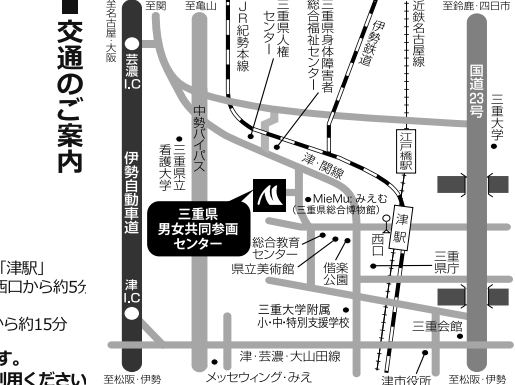 ■交通のご案内
至名古屋・大阪
至関
至亀山
芸濃I.C
伊勢自動車道
津I.C
至松阪・伊勢
JR紀勢本線
三重県人権センター
三重県身体障害者総合福祉センター
伊勢鉄道
近鉄名古屋線
至鈴鹿・四日市
国道23号
三重大学
中勢バイパス
三重県立看護大学
江戸橋駅
津・関線
MieMu:みえむ
(三重県総合博物館)
三重県
男女共同参画
センター
津駅
西口
総合教育
センター
県立美術館
偕楽
公園
三重
県庁
三重大学附属
小・中・特別支援学校
三重会館
津・芸濃・大山田線
メッセウィング・みえ
津市役所
至松阪・伊勢
「津駅」
西口から約5分
から約15分
す。
利用ください